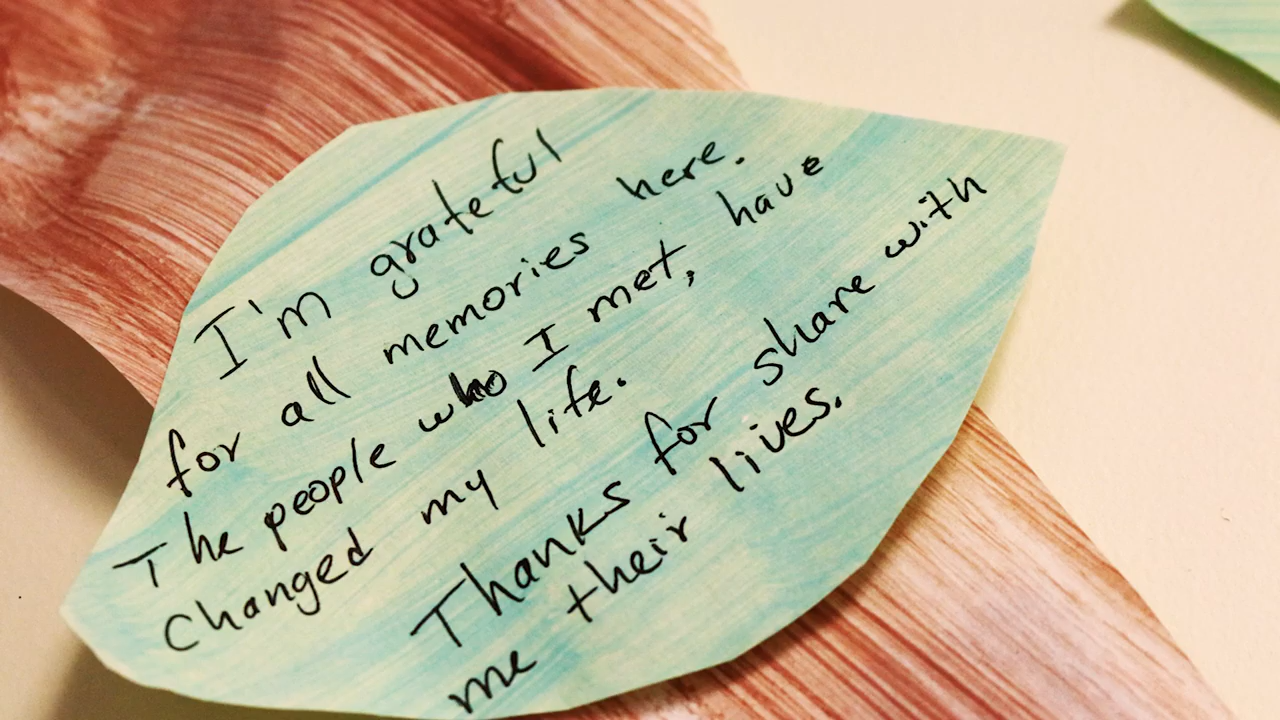 I'm grateful
for all memories here.
The people who I met, have
changed my life.
Thanks for share with
me their lives.